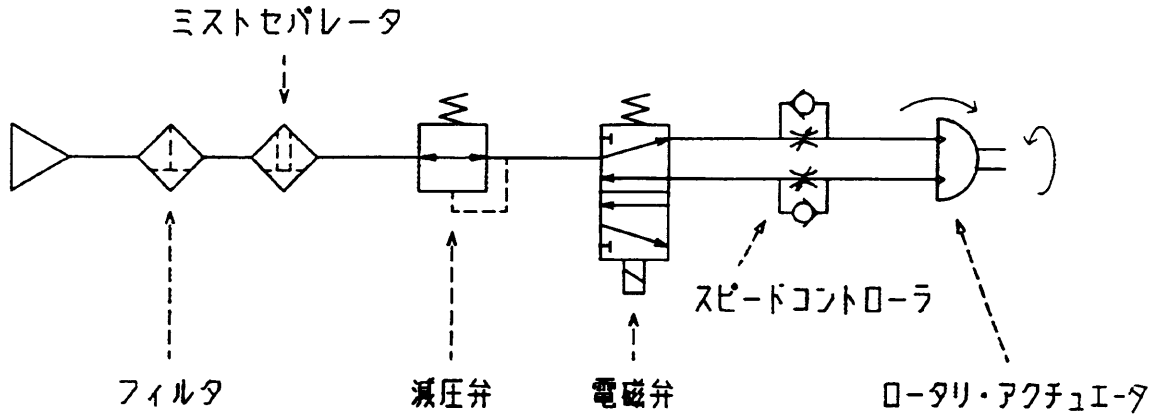 ミストセパレータ
スピードコントローラ
フィルタ
減圧弁
電磁弁
ロータリ・アクチュエータ